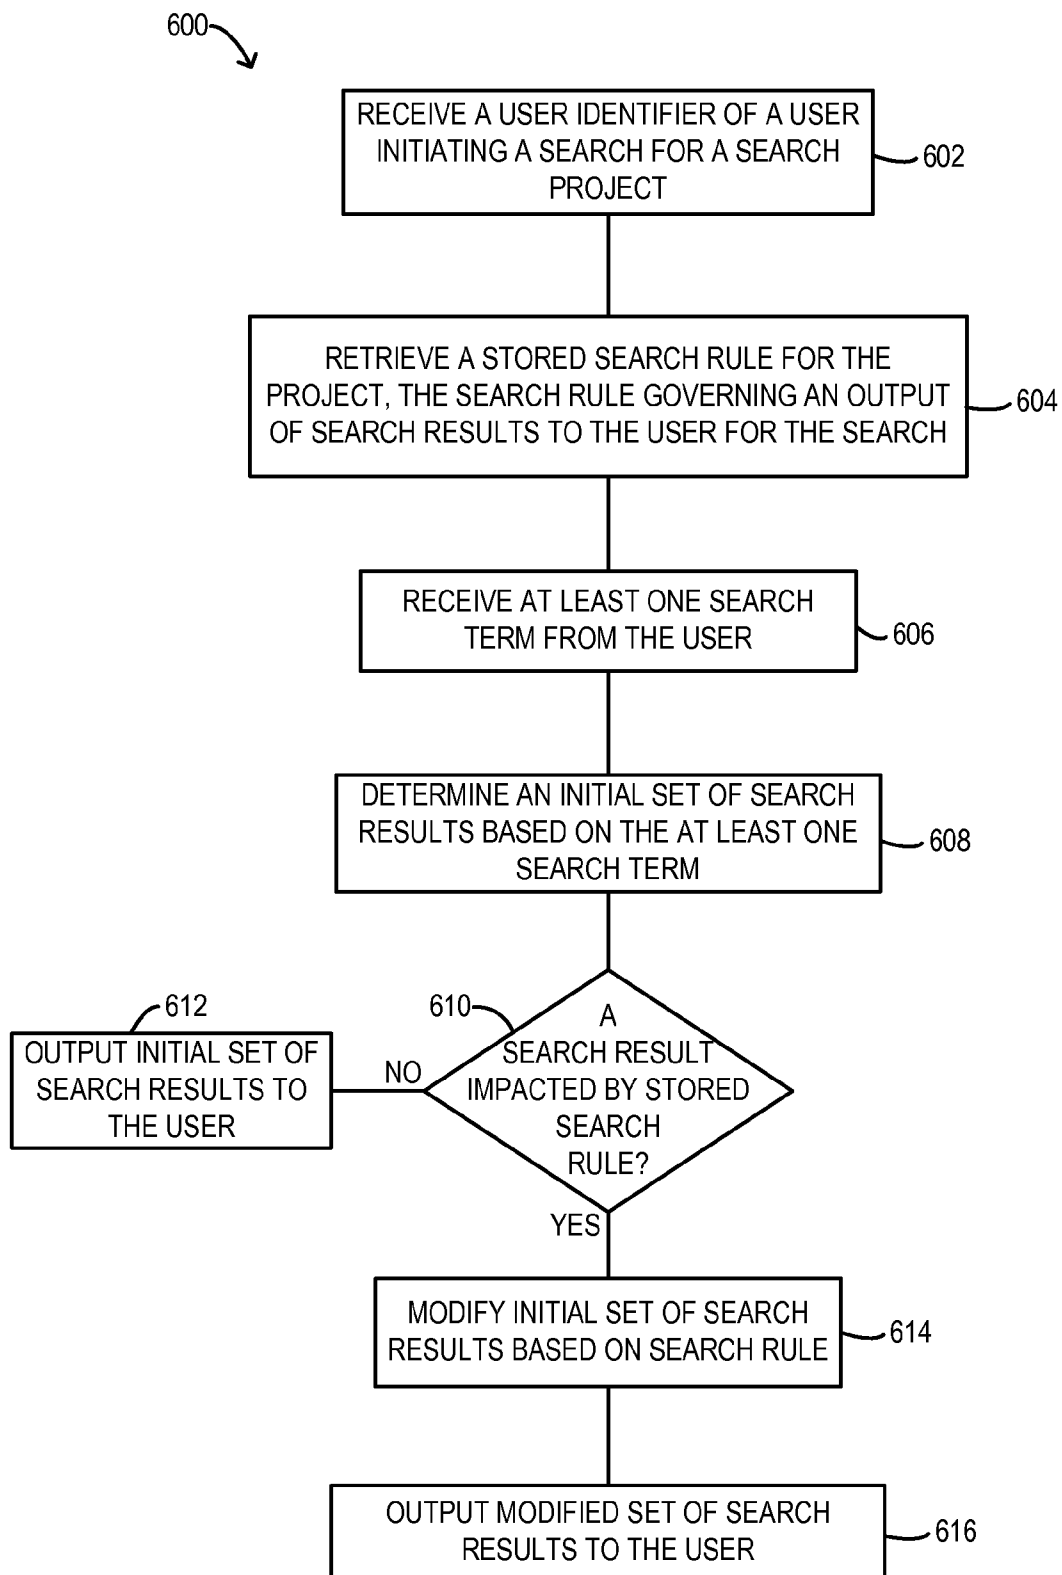 600
RECEIVE A USER IDENTIFIER OF A USER
INITIATING A SEARCH FOR A SEARCH
PROJECT
602
RETRIEVE A STORED SEARCH RULE FOR THE
PROJECT, THE SEARCH RULE GOVERNING AN OUTPUT
OF SEARCH RESULTS TO THE USER FOR THE SEARCH
604
RECEIVE AT LEAST ONE SEARCH
TERM FROM THE USER
606
DETERMINE AN INITIAL SET OF SEARCH
RESULTS BASED ON THE AT LEAST ONE
SEARCH TERM
608
610
A
SEARCH RESULT
IMPACTED BY STORED
SEARCH
RULE?
NO
612
OUTPUT INITIAL SET OF
SEARCH RESULTS TO
THE USER
YES
MODIFY INITIAL SET OF SEARCH
RESULTS BASED ON SEARCH RULE
614
OUTPUT MODIFIED SET OF SEARCH
RESULTS TO THE USER
616